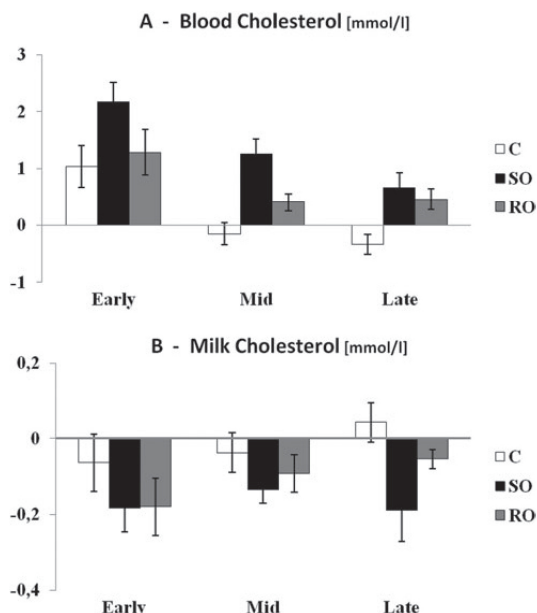 A - Blood Cholesterol [mmol/l]
3
2
1
0
-1
Early Mid Late
C
SO
RO
B - Milk Cholesterol [mmol/l]
0,2
0
-0,2
-0,4
Early Mid Late
C
SO
RO